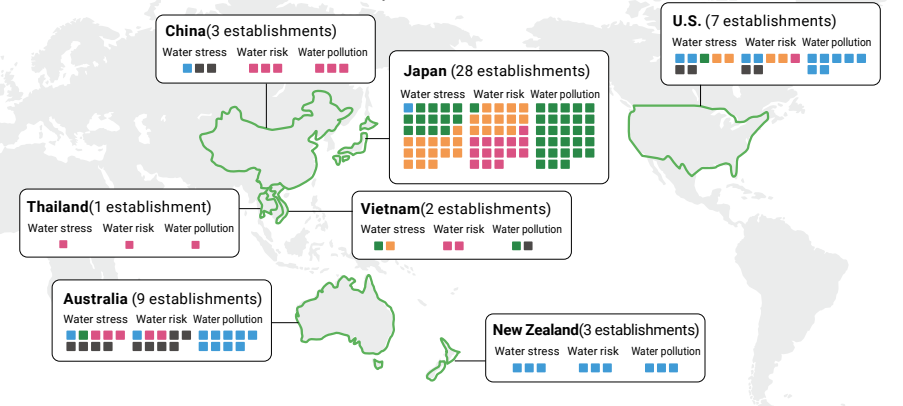 China(3 establishments)
Water stress Water risk Water pollution
U.S. (7 establishments)
Water stress Water risk Water pollution
Japan (28 establishments)
Water stress Water risk Water pollution
Thailand(1 establishment)
Water stress Water risk Water pollution
Vietnam(2 establishments)
Water stress Water risk Water pollution
Australia (9 establishments)
Water stress Water risk Water pollution
New Zealand(3 establishments)
Water stress Water risk Water pollution